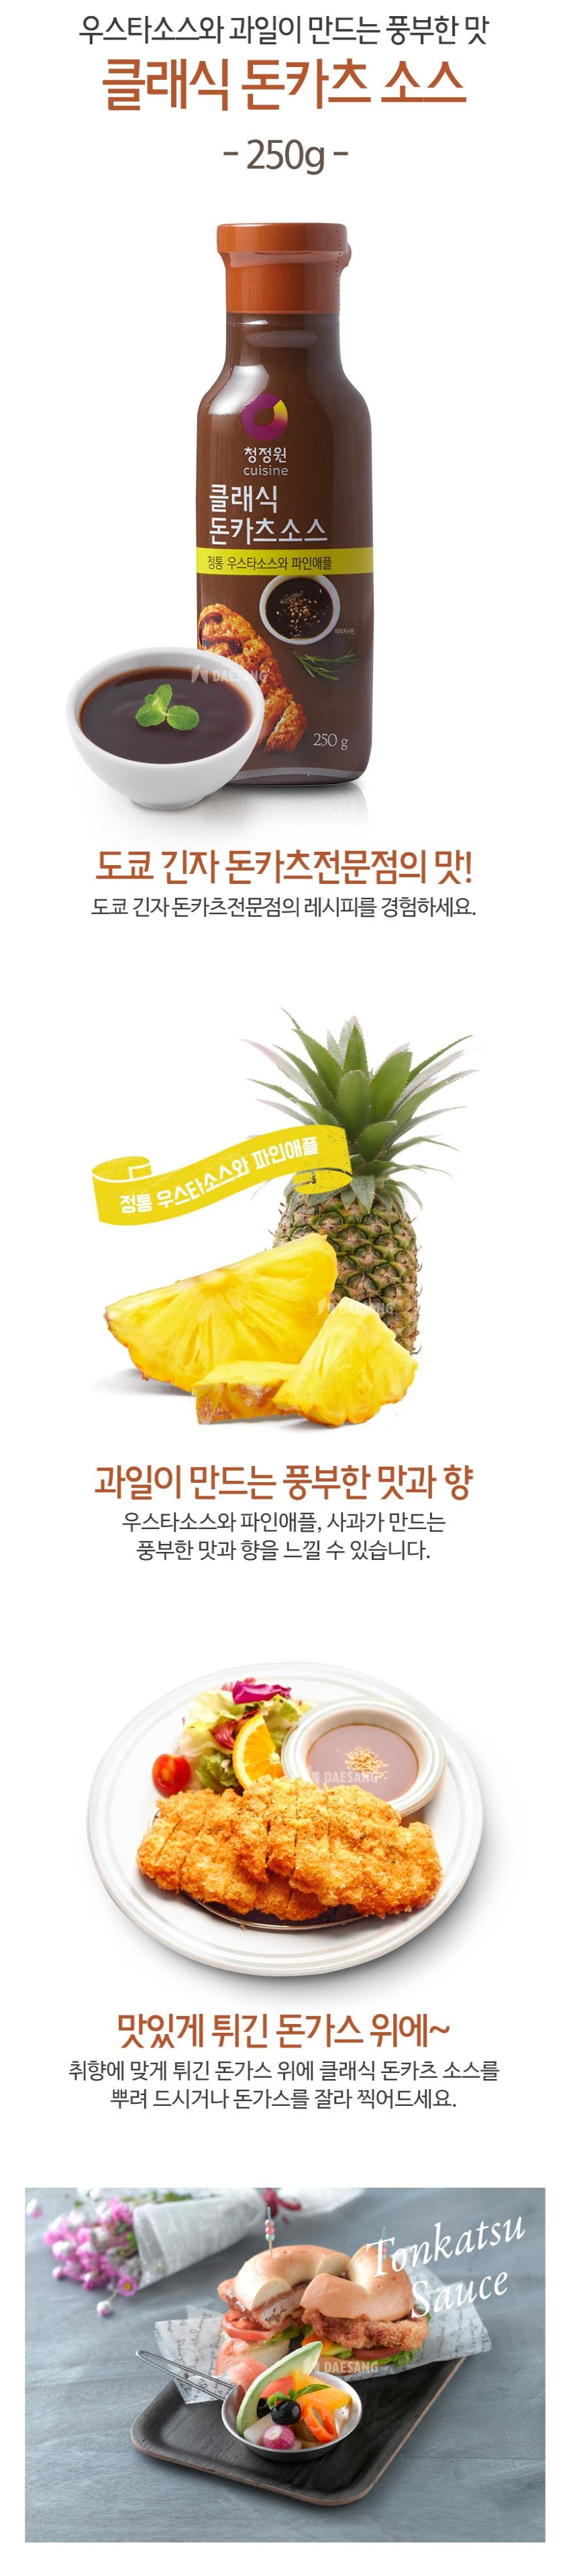 우스타소스와 과일이 만드는 풍부한 맛
클래식 돈카츠 소스
- 250g -
청정원
cuisine
클래식
돈카츠소스
정통 우스타소스와 파인애플
이미지사진
DAESANG
250 g
도쿄 긴자 돈카츠전문점의 맛!
도쿄 긴자 돈카츠전문점의 레시피를 경험하세요.
정통 우스타소스와 파인애플
DAESANG
과일이 만드는 풍부한 맛과 향
우스타소스와 파인애플, 사과가 만드는
풍부한 맛과 향을 느낄 수 있습니다.
DAESANG
맛있게 튀긴 돈가스 위에~
취향에 맞게 튀긴 돈가스 위에 클래식 돈카츠 소스를
뿌려 드시거나 돈가스를 잘라 찍어드세요.
Tonkatsu
Sauce
DAESANG